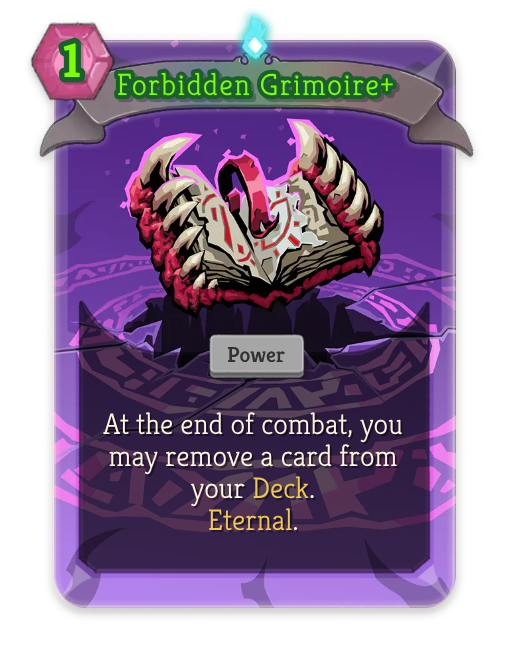 1
Forbidden Grimoire+
Power
At the end of combat, you
may remove a card from
your Deck.
Eternal.